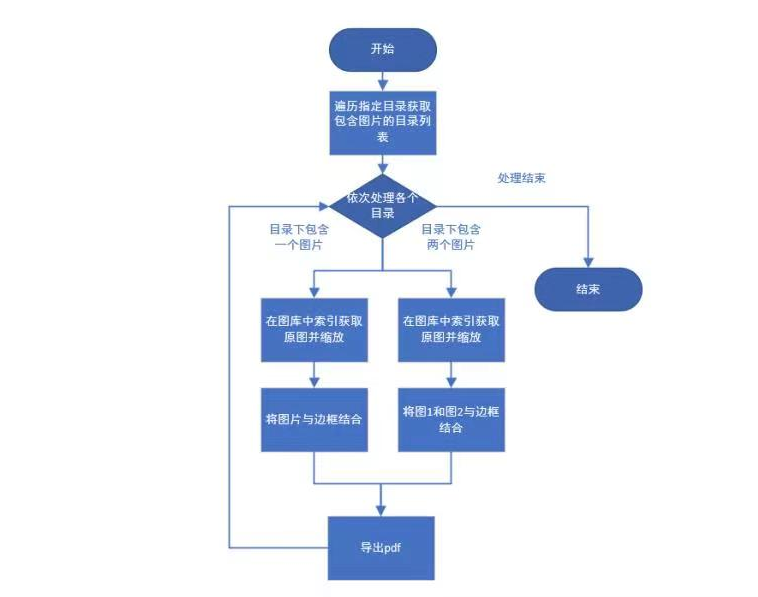 开始
遍历指定目录获取
包含图片的目录列
表
处理结束
依次处理各个
目录
目录下包含
一个图片
目录下包含
两个图片
结束
在图库中索引获取
原图并缩放
在图库中索引获取
原图并缩放
将图片与边框结合
将图1和图2与边框
结合
导出pdf